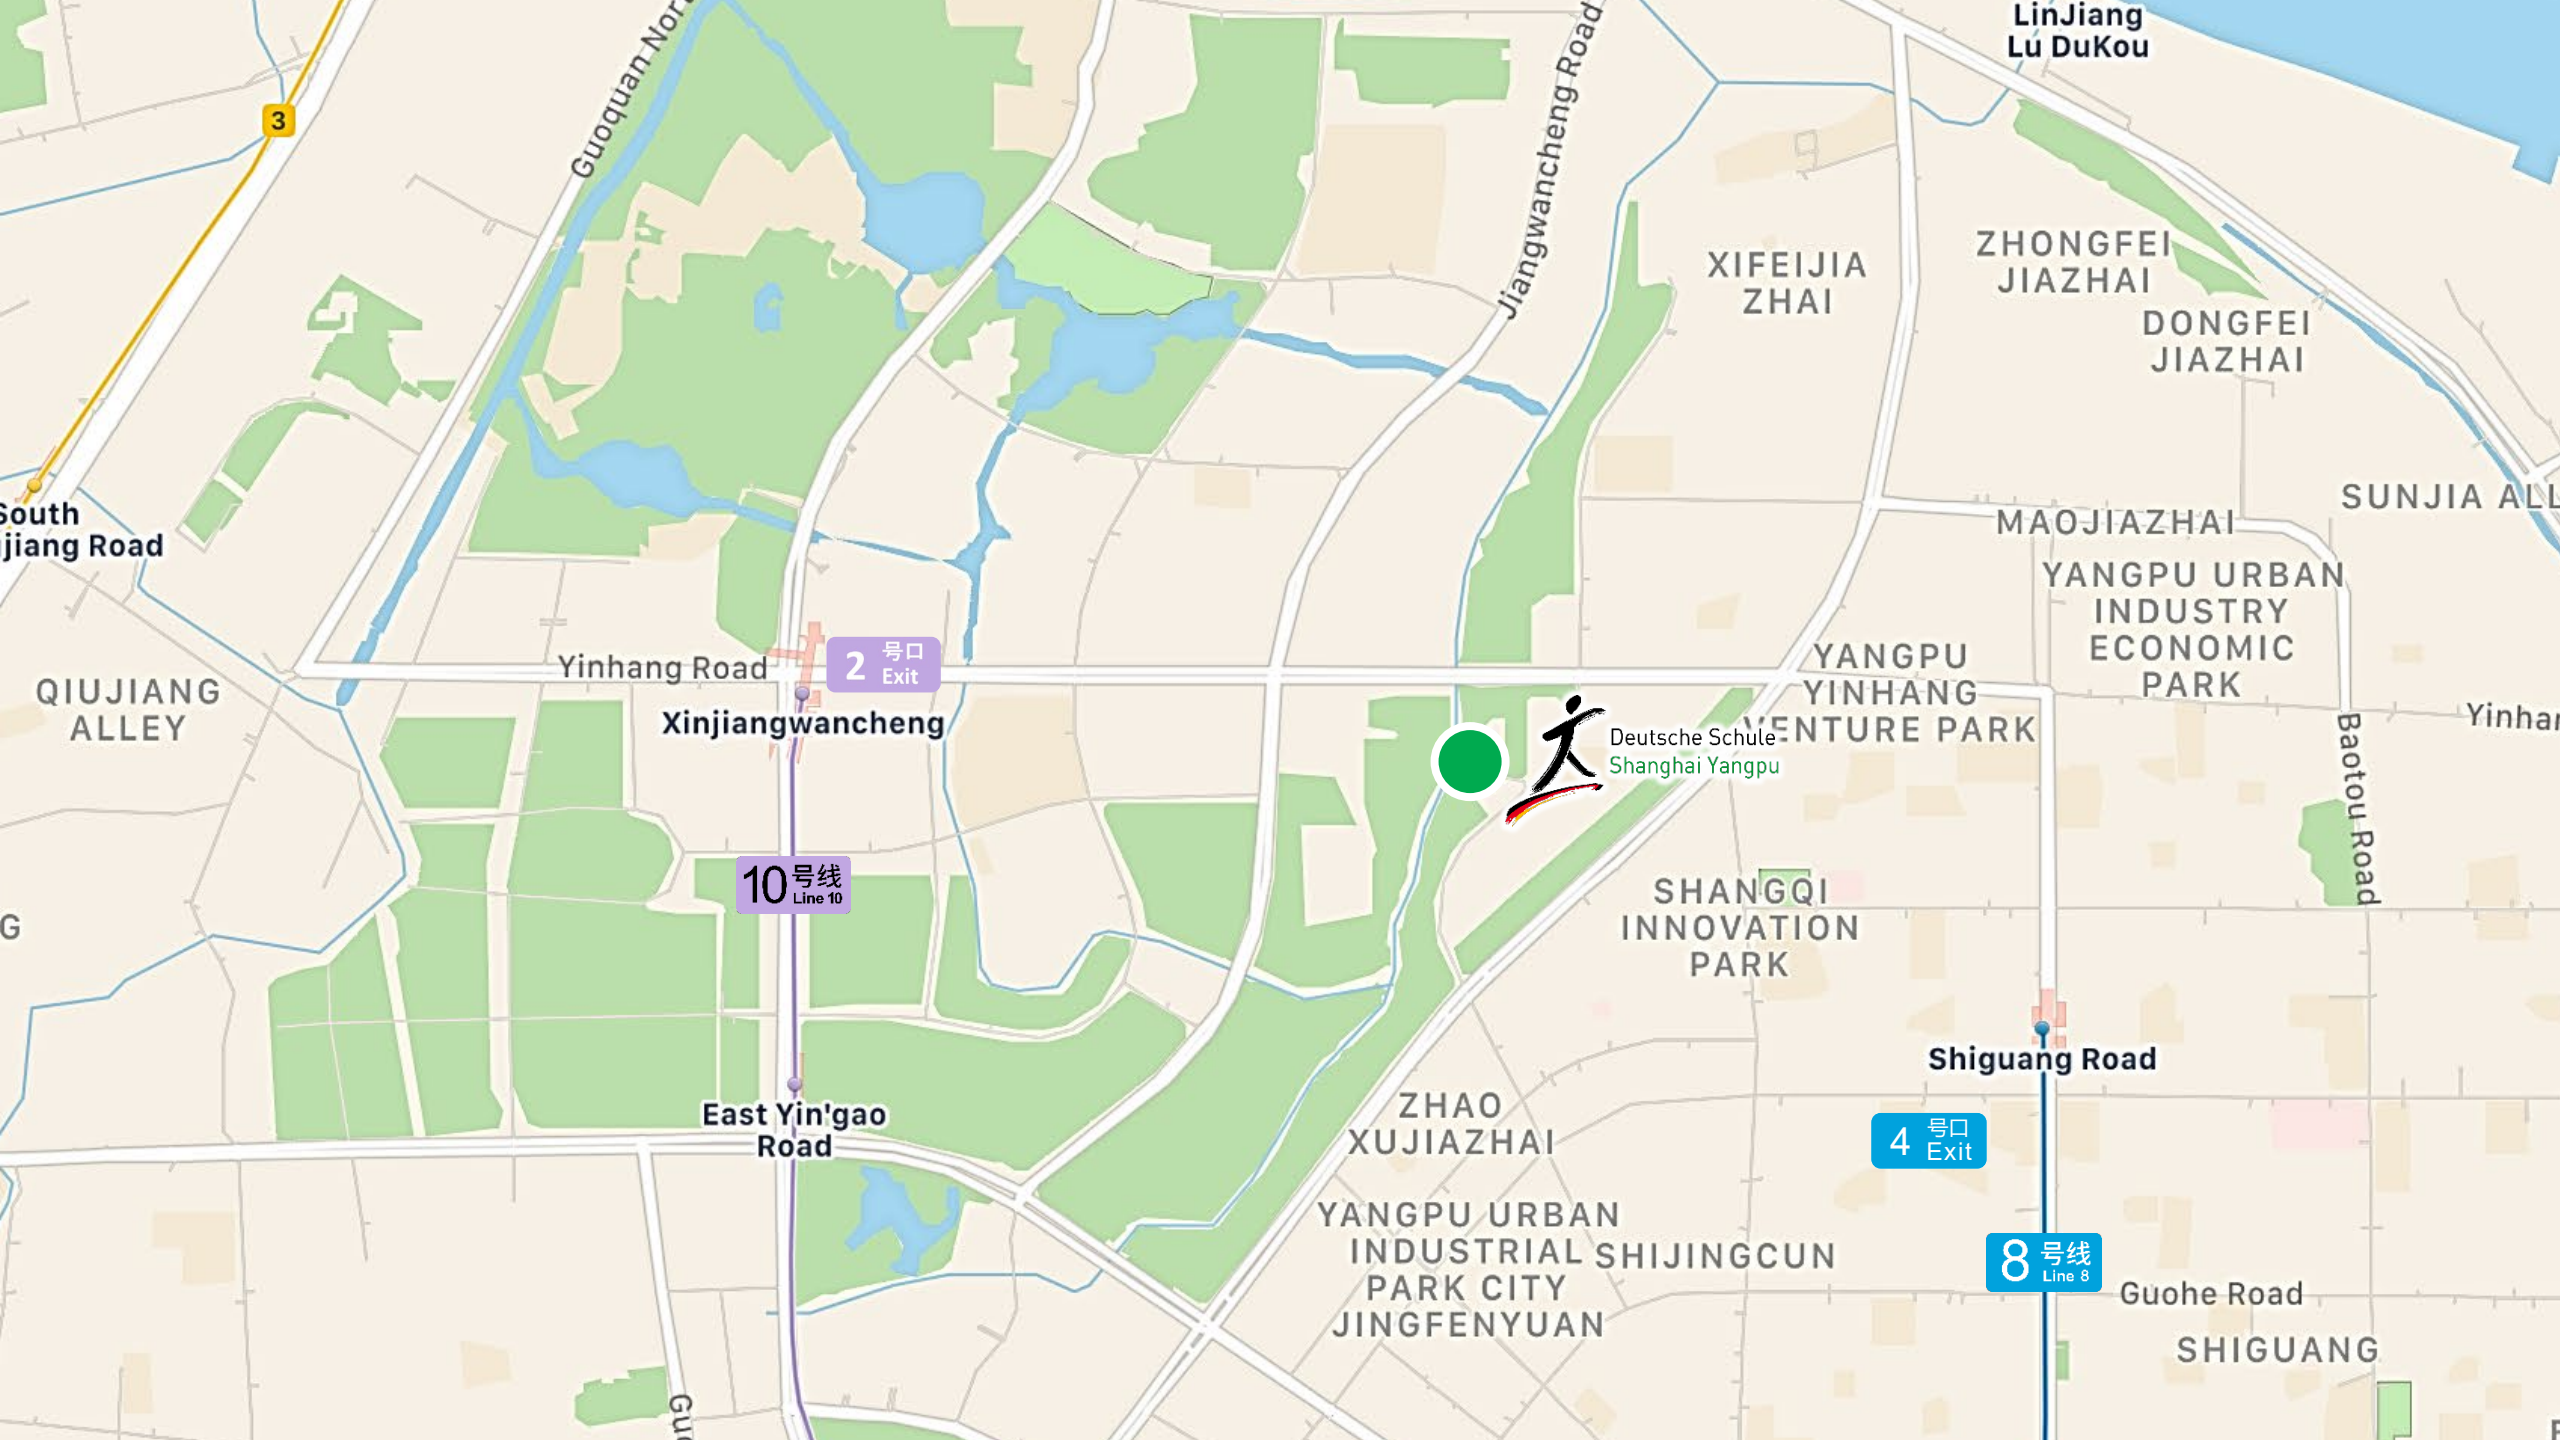 LinJiang
Lu DuKou
3
Guoquan Nor
Jiangwancheng Road
XIFEIJIA
ZHAI
ZHONGFEI
JIAZHAI
DONGFEI
JIAZHAI
South
jiang Road
SUNJIA ALL
MAOJIAZHAI
YANGPU URBAN
INDUSTRY
ECONOMIC
PARK
QIUJIANG
ALLEY
Yinhang Road
2 号口
Exit
Xinjiangwancheng
YANGPU
YINHANG
VENTURE PARK
Deutsche Schule
Shanghai Yangpu
Yinhan
Baotou Road
10号线
Line 10
G
SHANGQI
INNOVATION
PARK
Shiguang Road
East Yin'gao
Road
ZHAO
XUJIAZHAI
4 号口
Exit
YANGPU URBAN
INDUSTRIAL
PARK CITY
JINGFENYUAN
SHIJINGCUN
8 号线
Line 8
Guohe Road
SHIGUANG
Guo